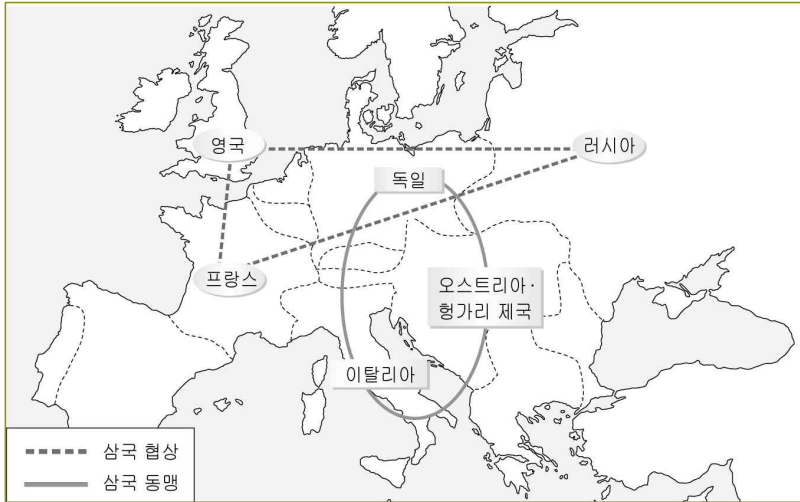 영국
러시아
독일
프랑스
오스트리아·
헝가리 제국
이탈리아
삼국 협상
삼국 동맹